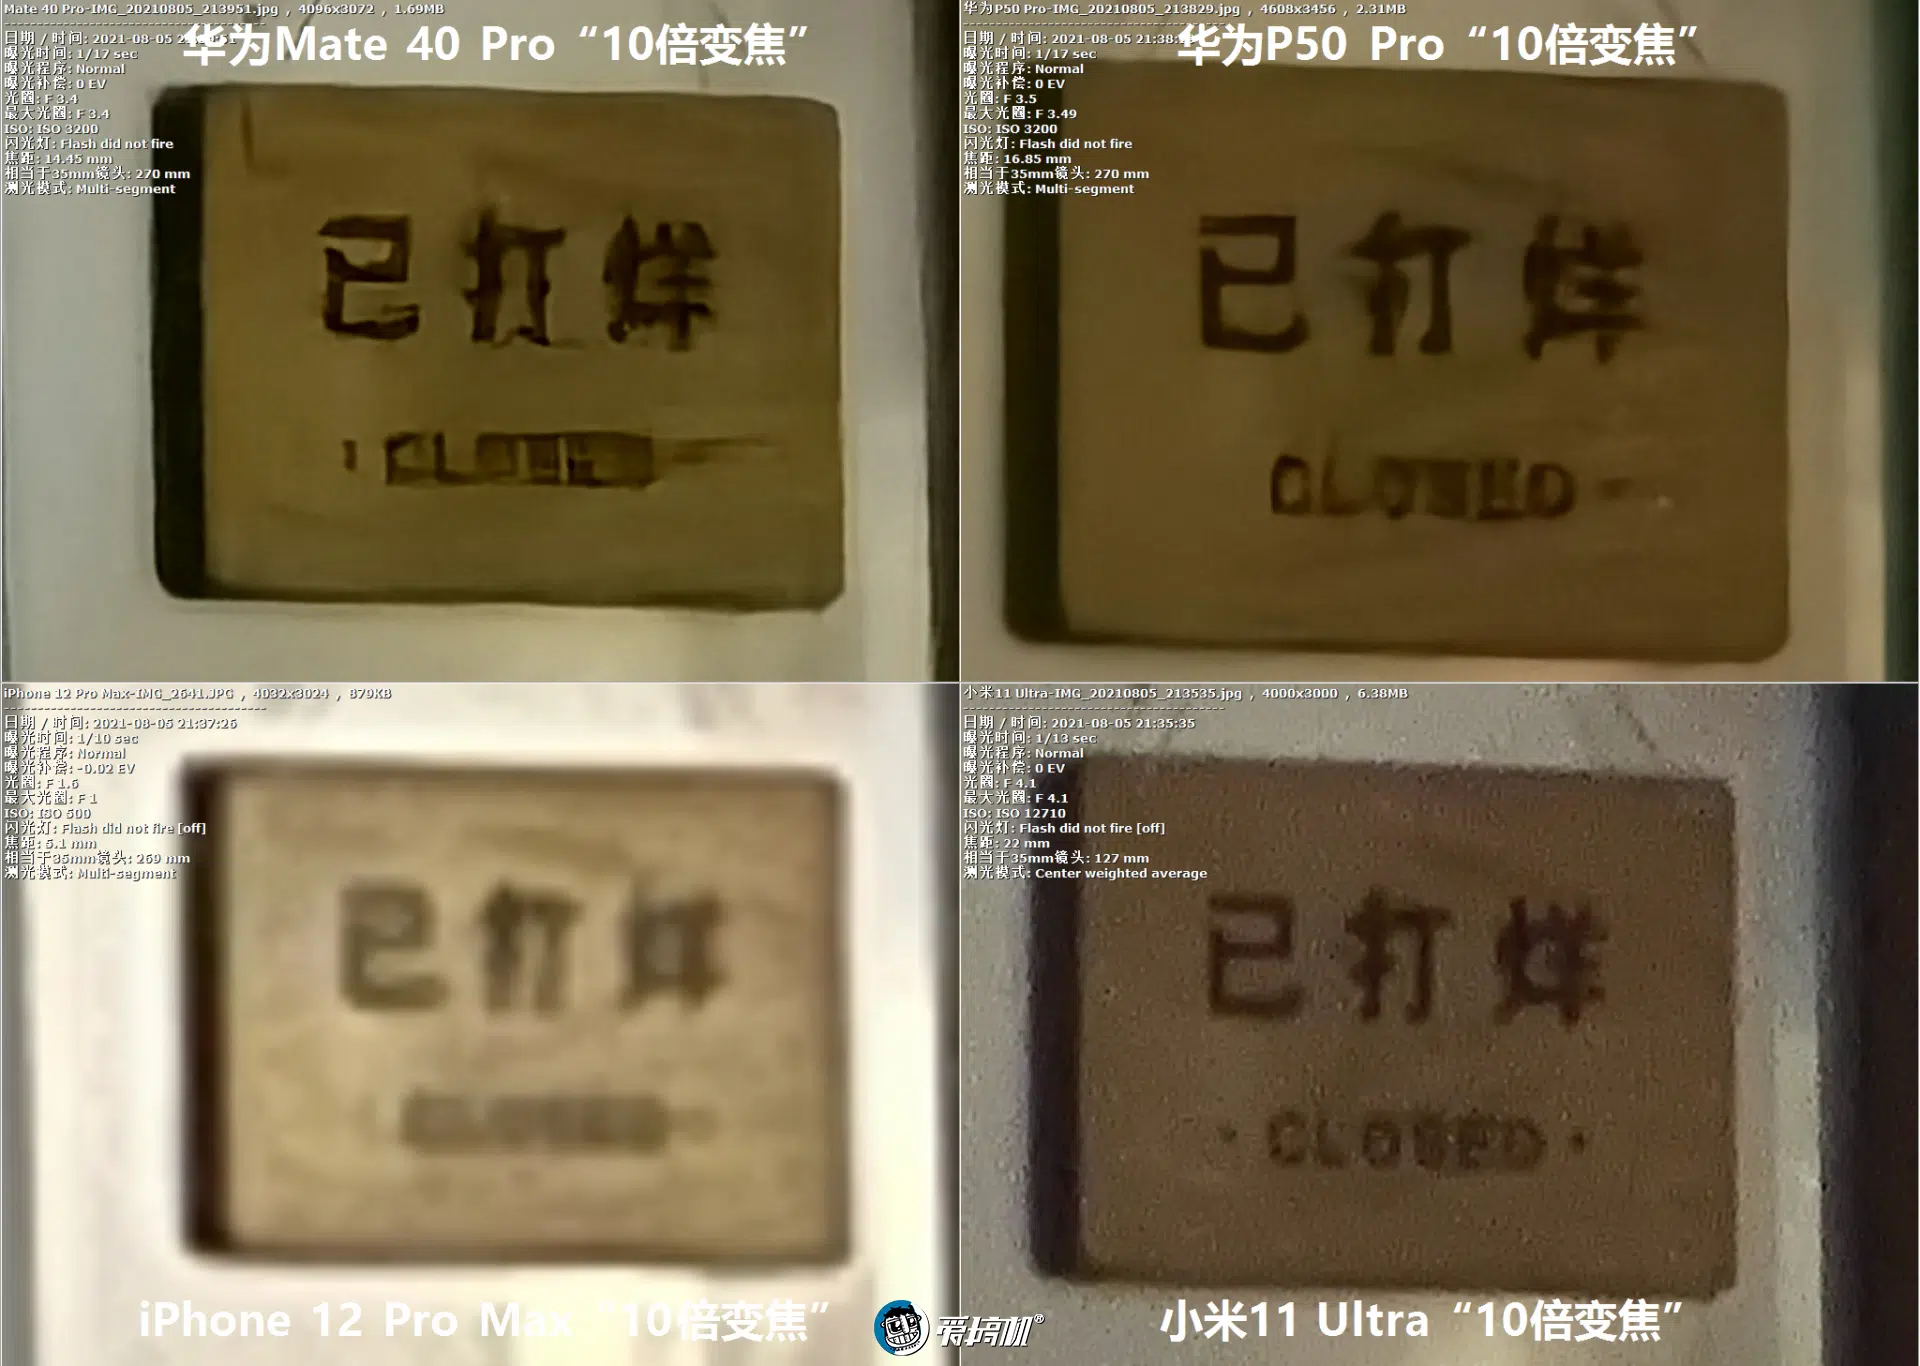 Mate 40 Pro-IMG_20210805_213951.jpg , 4096x3072 , 1.69MB
华为Mate 40 Pro “10倍变焦”
日期 / 时间: 2021-08-05
曝光时间: 1/17 sec
曝光程序: Normal
曝光补偿: 0 EV
光圈: F 3.4
最大光圈: F 3.4
ISO: ISO 3200
闪光灯: Flash did not fire
焦距: 14.45 mm
相当于35mm镜头: 270 mm
测光模式: Multi-segment
已打烊
CLOSED
华为P50 Pro-IMG_20210805_213829.jpg , 4608x3456 , 2.31MB
华为P50 Pro “10倍变焦”
日期 / 时间: 2021-08-05 21:38:
曝光时间: 1/17 sec
曝光程序: Normal
曝光补偿: 0 EV
光圈: F 3.5
最大光圈: F 3.49
ISO: ISO 3200
闪光灯: Flash did not fire
焦距: 16.85 mm
相当于35mm镜头: 270 mm
测光模式: Multi-segment
已打烊
CLOSED
iPhone 12 Pro Max-IMG_2641.JPG , 4032x3024 , 879KB
日期 / 时间: 2021-08-05 21:37:26
曝光时间: 1/10 sec
曝光程序: Normal
曝光补偿: -0.02 EV
光圈: F 1.6
最大光圈: F 1
ISO: ISO 500
闪光灯: Flash did not fire [off]
焦距: 5.1 mm
相当于35mm镜头: 269 mm
测光模式: Multi-segment
已打烊
CLOSED
iPhone 12 Pro Max “10倍变焦”
小米11 Ultra-IMG_20210805_213535.jpg , 4000x3000 , 6.38MB
日期 / 时间: 2021-08-05 21:35:35
曝光时间: 1/13 sec
曝光程序: Normal
曝光补偿: 0 EV
光圈: F 4.1
最大光圈: F 4.1
ISO: ISO 12710
闪光灯: Flash did not fire [off]
焦距: 22 mm
相当于35mm镜头: 127 mm
测光模式: Center weighted average
已打烊
· CLOSED ·
小米11 Ultra “10倍变焦”
爱搞机®